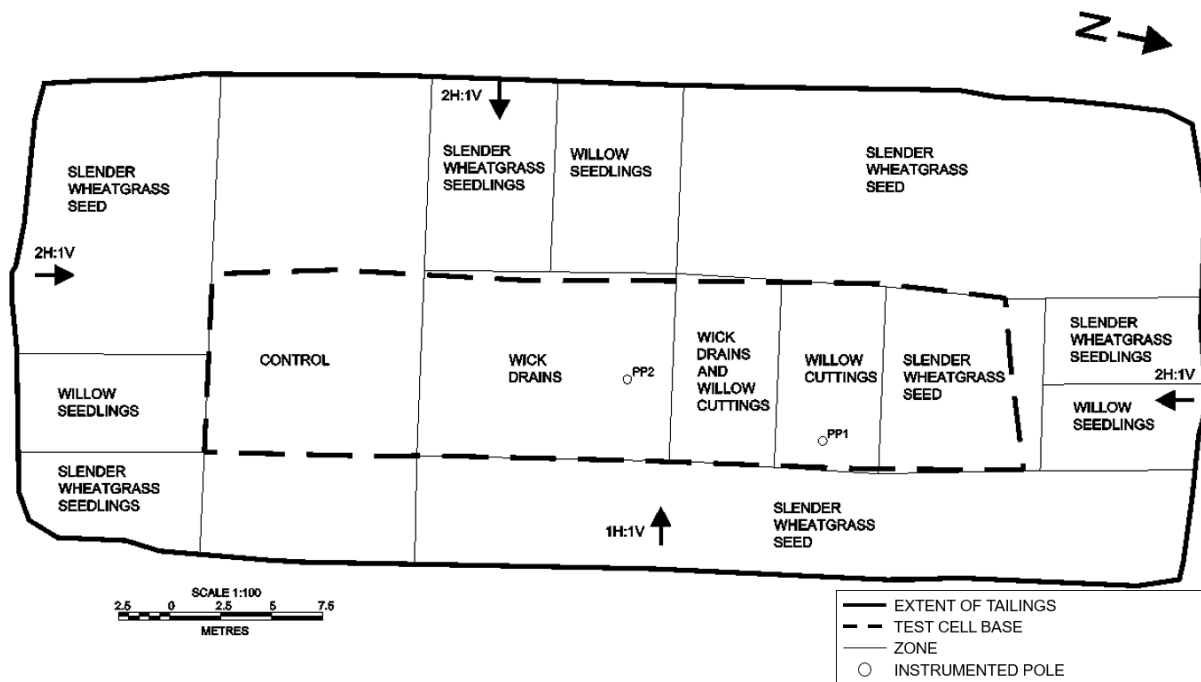 N
2H:1V
SLENDER
WHEATGRASS
SEED
SLENDER
WHEATGRASS
SEEDLINGS
WILLOW
SEEDLINGS
SLENDER
WHEATGRASS
SEED
2H:1V
CONTROL
WICK
DRAINS
PP2
WICK
DRAINS
AND
WILLOW
CUTTINGS
WILLOW
CUTTINGS
PP1
SLENDER
WHEATGRASS
SEED
SLENDER
WHEATGRASS
SEEDLINGS
2H:1V
WILLOW
SEEDLINGS
WILLOW
SEEDLINGS
SLENDER
WHEATGRASS
SEEDLINGS
1H:1V
SLENDER
WHEATGRASS
SEED
SCALE 1:100
2.5 0 2.5 5 7.5
METRES
EXTENT OF TAILINGS
TEST CELL BASE
ZONE
INSTRUMENTED POLE